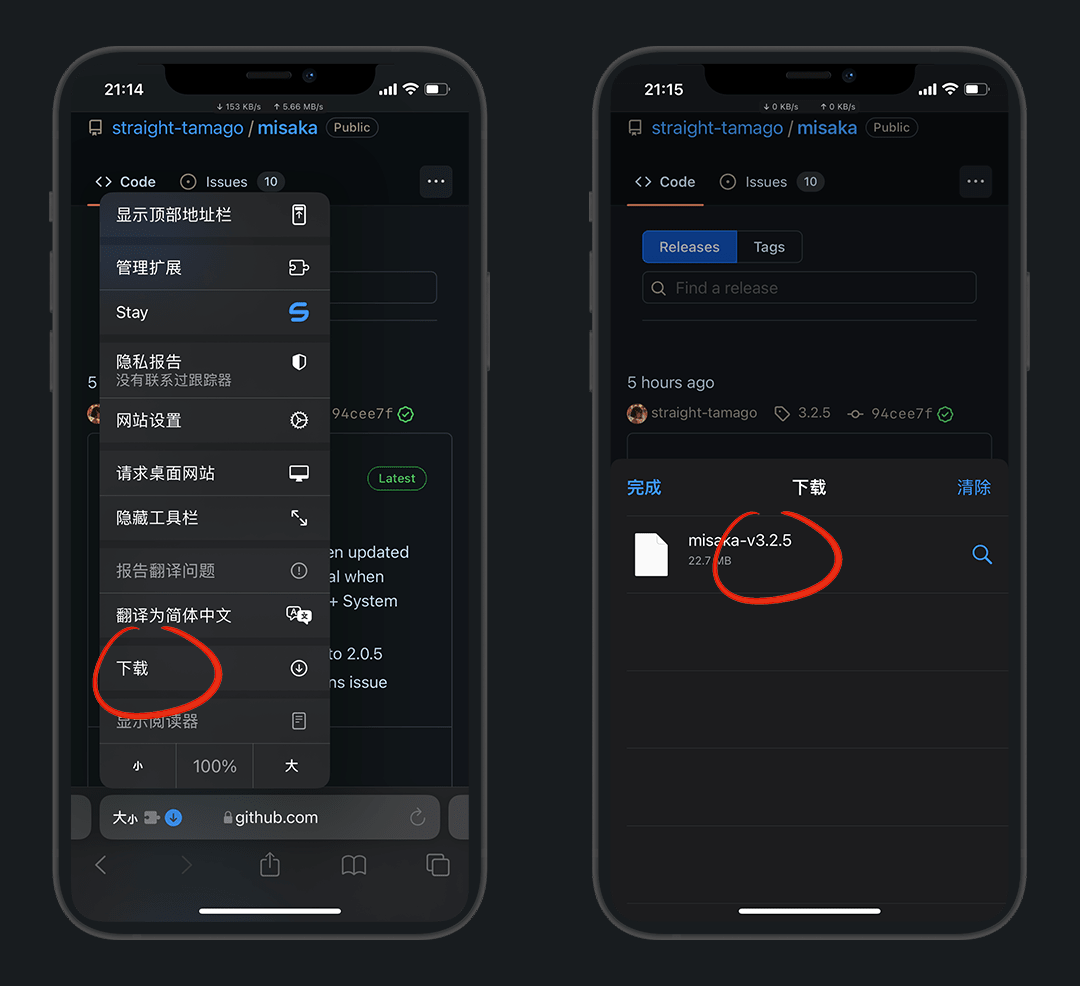 21:14
↓ 153 KB/s ↑ 5.66 MB/s
straight-tamago / misaka Public
Code Issues 10
显示顶部地址栏
管理扩展
Stay
隐私报告
没有联系过跟踪器
5
网站设置
94cee7f
请求桌面网站
Latest
隐藏工具栏
en updated
报告翻译问题
al when
+ System
翻译为简体中文
to 2.0.5
下载
ns issue
显示阅读器
小 100% 大
大小 github.com
21:15
↓ 0 KB/s ↑ 0 KB/s
straight-tamago / misaka Public
Code Issues 10
Releases Tags
Find a release
5 hours ago
straight-tamago 3.2.5 94cee7f
完成 下载 清除
misaka-v3.2.5
22.7 MB